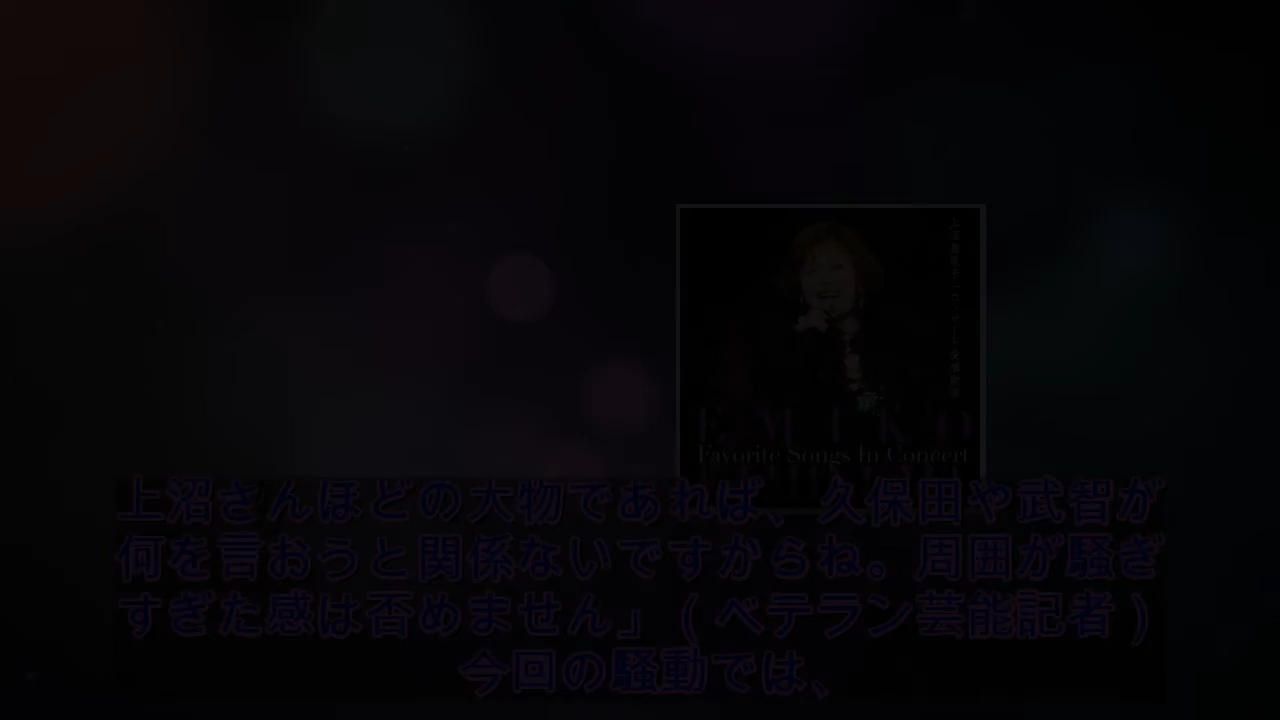 EMIKO
Favorite Songs In Concert
上沼さんほどの大物であれば、久保田や武智が
何を言おうと関係ないですからね。周囲が騒ぎ
すぎた感は否めません」(ベテラン芸能記者)
今回の騒動では、